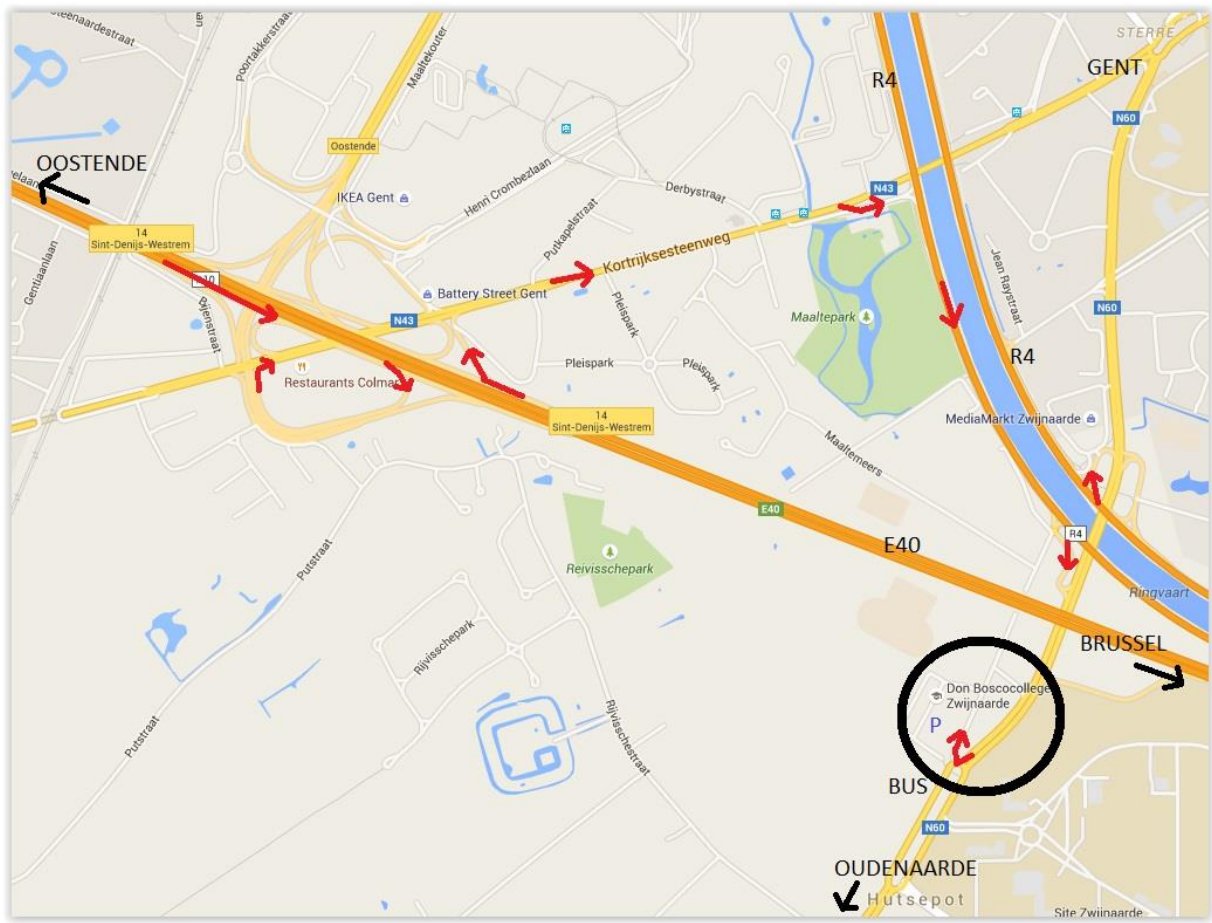 Poortakkerstraat
Maaltekouter
STERRE
GENT
R4
N60
Oostende
OOSTENDE
IKEA Gent
Henri Crombezlaan
Derbystraat
N43
14
Sint-Denijs-Westrem
Putkapelstraat
Kortrijksesteenweg
Jean Raystraat
Gentiaanlaan
Battery Street Gent
N43
Pleispark
Maaltepark
N60
Restaurants Colmar
Pleispark
Pleispark
R4
14
Sint-Denijs-Westrem
MediaMarkt Zwijnaarde
Maaltemeers
E40
R4
E40
Putstraat
Reivisschepark
Ringvaart
Rijvisschepark
BRUSSEL
Don Boscocollege
Zwijnaarde
Putstraat
Rijvisschestraat
P
BUS
N60
OUDENAARDE
Hutsepot
Site Zwijnaarde